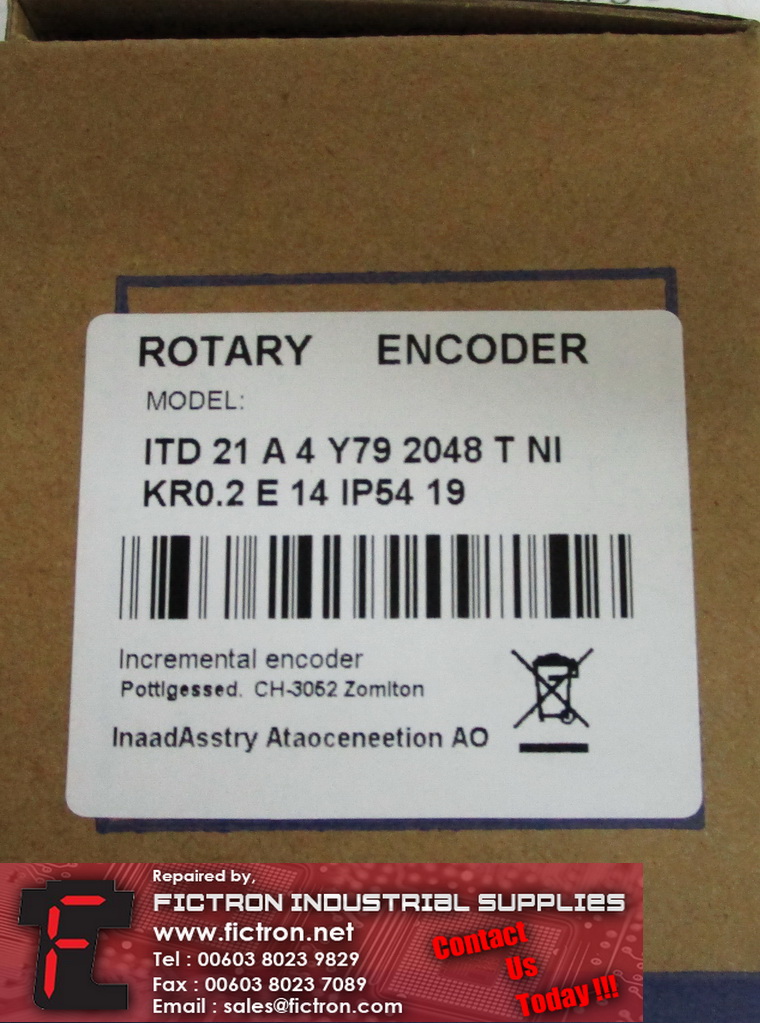 ROTARY ENCODER
MODEL:
ITD 21 A 4 Y79 2048 T NI
KR0.2 E 14 IP54 19
Incremental encoder
Pottlgessed. CH-3052 Zomlton
InaadAsstry Ataoceneetion AO
Repaired by,
FICTRON INDUSTRIAL SUPPLIES
www.fictron.net
Tel : 00603 8023 9829
Fax : 00603 8023 7089
Email : sales@fictron.com
Contact
Us
Today !!!